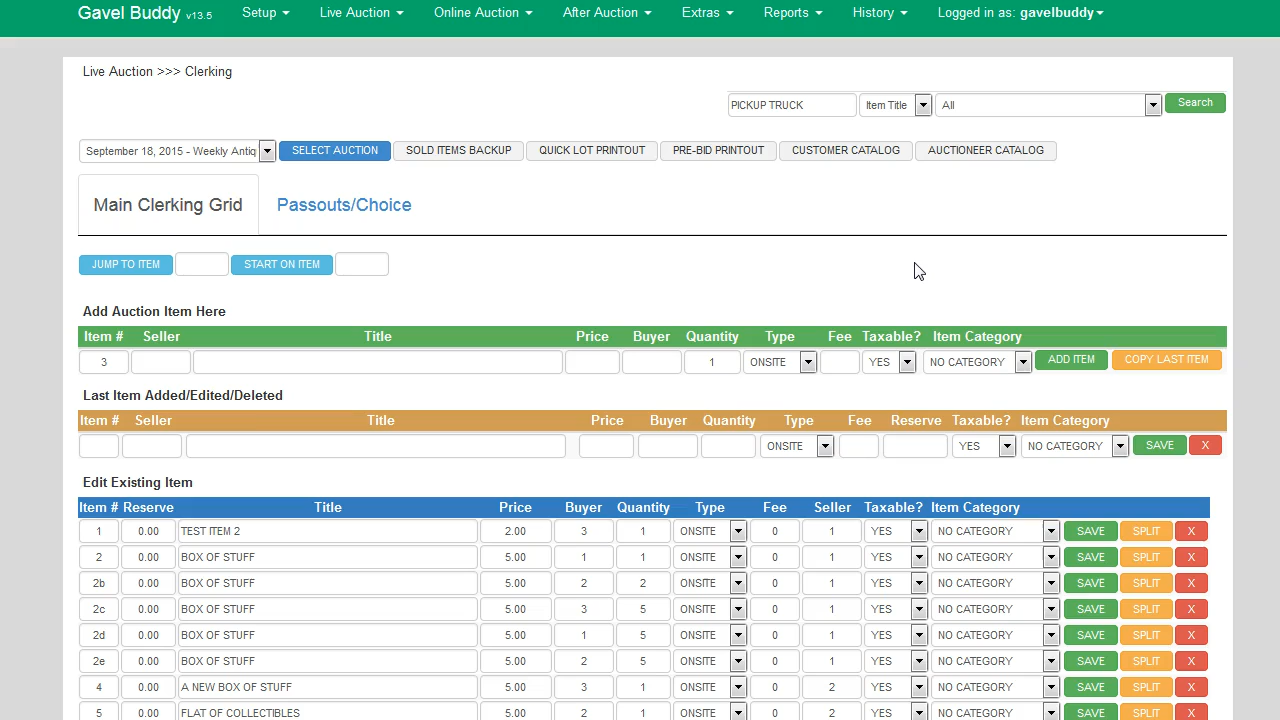 Gavel Buddy v13.5 Setup Live Auction Online Auction After Auction Extras Reports History Logged in as: gavelbuddy
Live Auction >>> Clerking
PICKUP TRUCK Item Title All Search
September 18, 2015 - Weekly Antiq SELECT AUCTION SOLD ITEMS BACKUP QUICK LOT PRINTOUT PRE-BID PRINTOUT CUSTOMER CATALOG AUCTIONEER CATALOG
Main Clerking Grid Passouts/Choice
JUMP TO ITEM START ON ITEM
Add Auction Item Here
Item # Seller Title Price Buyer Quantity Type Fee Taxable? Item Category
3 1 ONSITE YES NO CATEGORY ADD ITEM COPY LAST ITEM
Last Item Added/Edited/Deleted
Item # Seller Title Price Buyer Quantity Type Fee Reserve Taxable? Item Category
ONSITE YES NO CATEGORY SAVE X
Edit Existing Item
Item # Reserve Title Price Buyer Quantity Type Fee Seller Taxable? Item Category
1 0.00 TEST ITEM 2 2.00 3 1 ONSITE 0 1 YES NO CATEGORY SAVE SPLIT X
2 0.00 BOX OF STUFF 5.00 1 1 ONSITE 0 1 YES NO CATEGORY SAVE SPLIT X
2b 0.00 BOX OF STUFF 5.00 2 2 ONSITE 0 1 YES NO CATEGORY SAVE SPLIT X
2c 0.00 BOX OF STUFF 5.00 3 5 ONSITE 0 1 YES NO CATEGORY SAVE SPLIT X
2d 0.00 BOX OF STUFF 5.00 1 5 ONSITE 0 1 YES NO CATEGORY SAVE SPLIT X
2e 0.00 BOX OF STUFF 5.00 2 5 ONSITE 0 1 YES NO CATEGORY SAVE SPLIT X
4 0.00 A NEW BOX OF STUFF 5.00 3 1 ONSITE 0 2 YES NO CATEGORY SAVE SPLIT X
5 0.00 FLAT OF COLLECTIBLES 5.00 2 1 ONSITE 0 2 YES NO CATEGORY SAVE SPLIT X